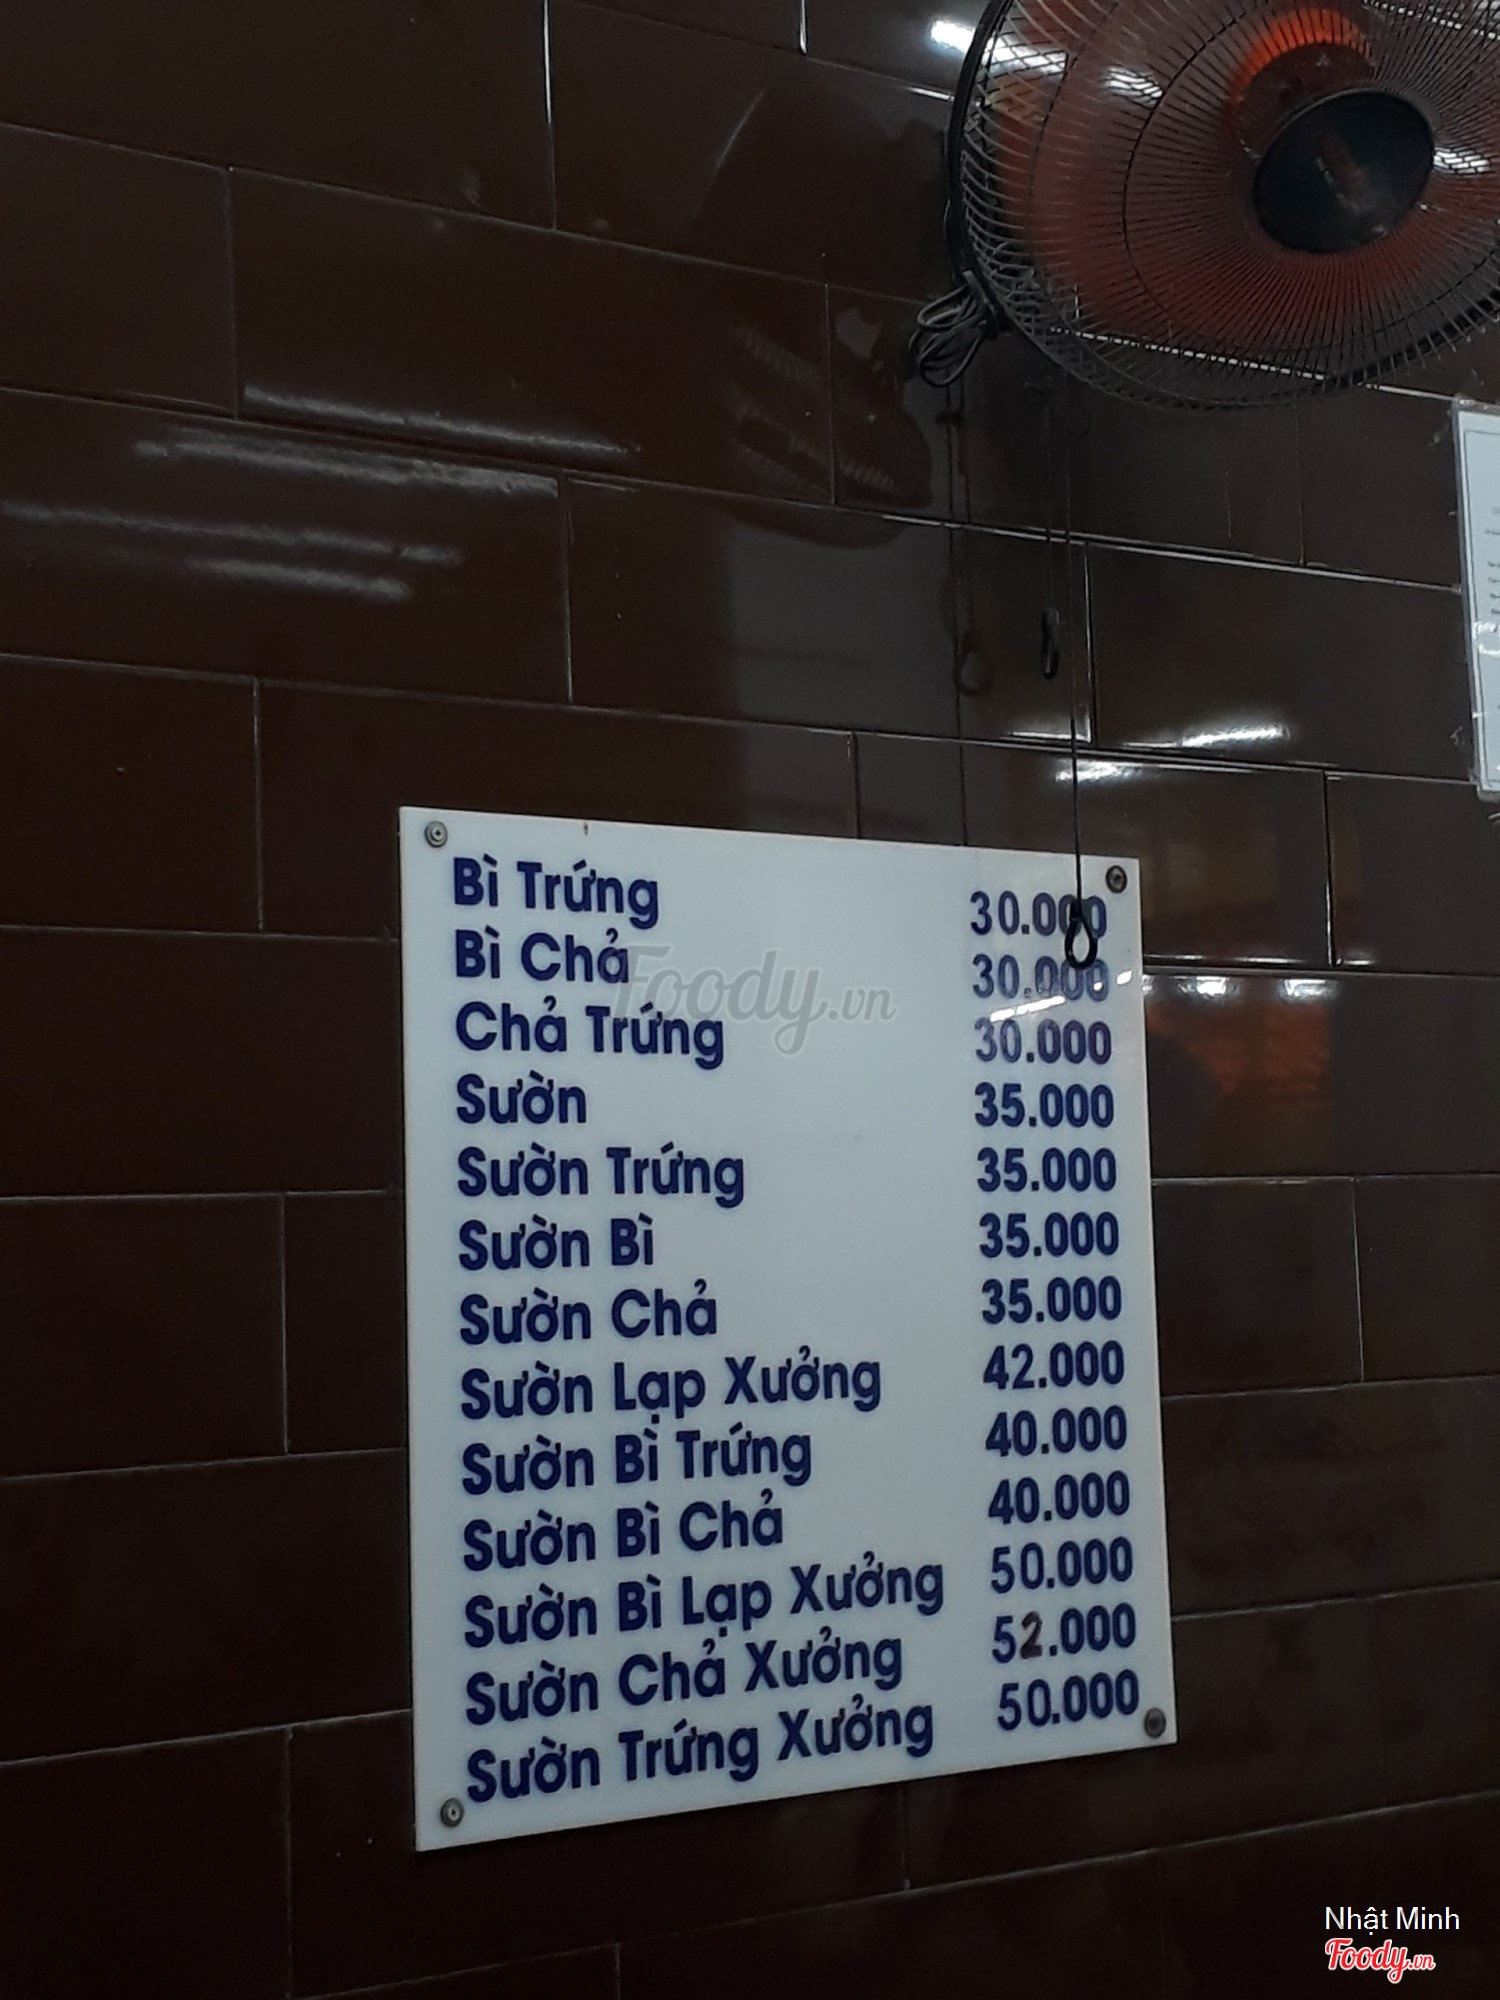 Bì Trứng 30.000
Bì Chả 30.000
Chả Trứng 30.000
Sườn 35.000
Sườn Trứng 35.000
Sườn Bì 35.000
Sườn Chả 35.000
Sườn Lạp Xưởng 42.000
Sườn Bì Trứng 40.000
Sườn Bì Chả 40.000
Sườn Bì Lạp Xưởng 50.000
Sườn Chả Xưởng 52.000
Sườn Trứng Xưởng 50.000
Foody.vn
Nhật Minh
Foody.vn